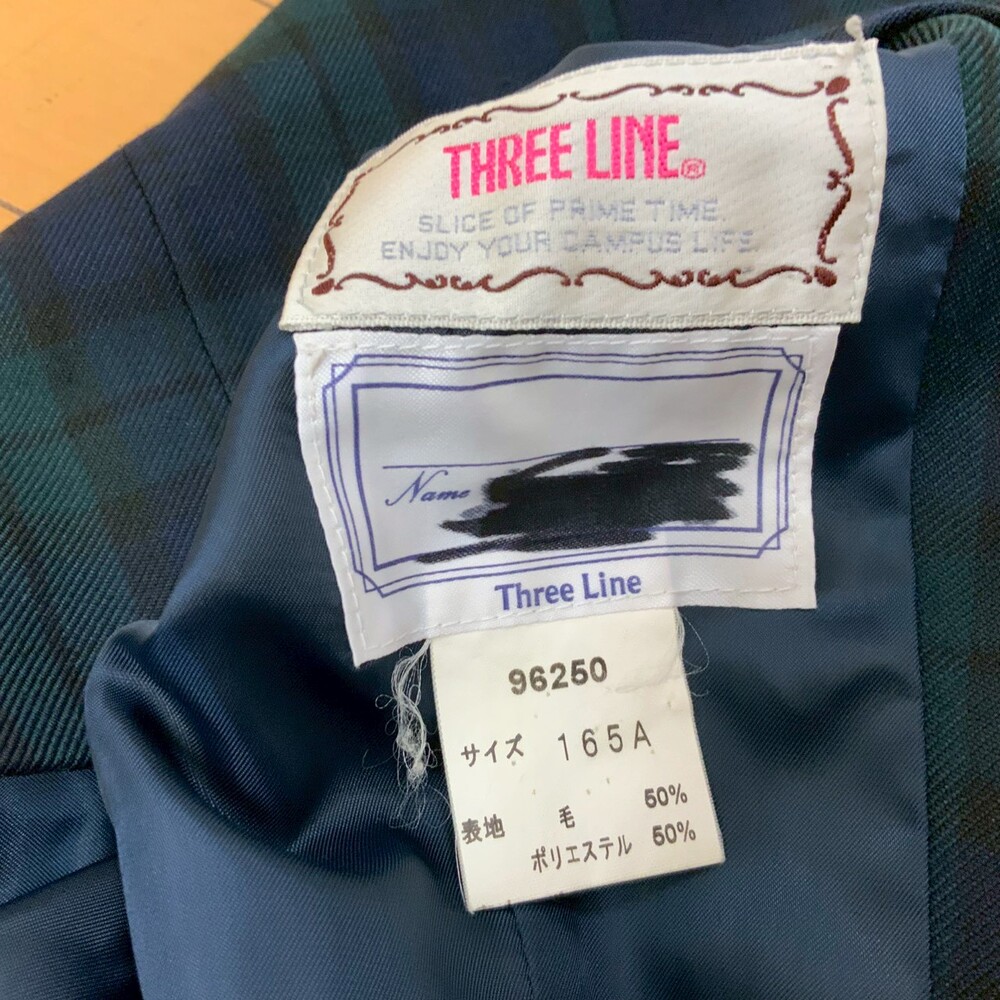 THREE LINE®
SLICE OF PRIME TIME.
ENJOY YOUR CAMPUS LIFE
Name
Three Line
96250
サイズ 165A
表地 毛 50%
ポリエステル 50%